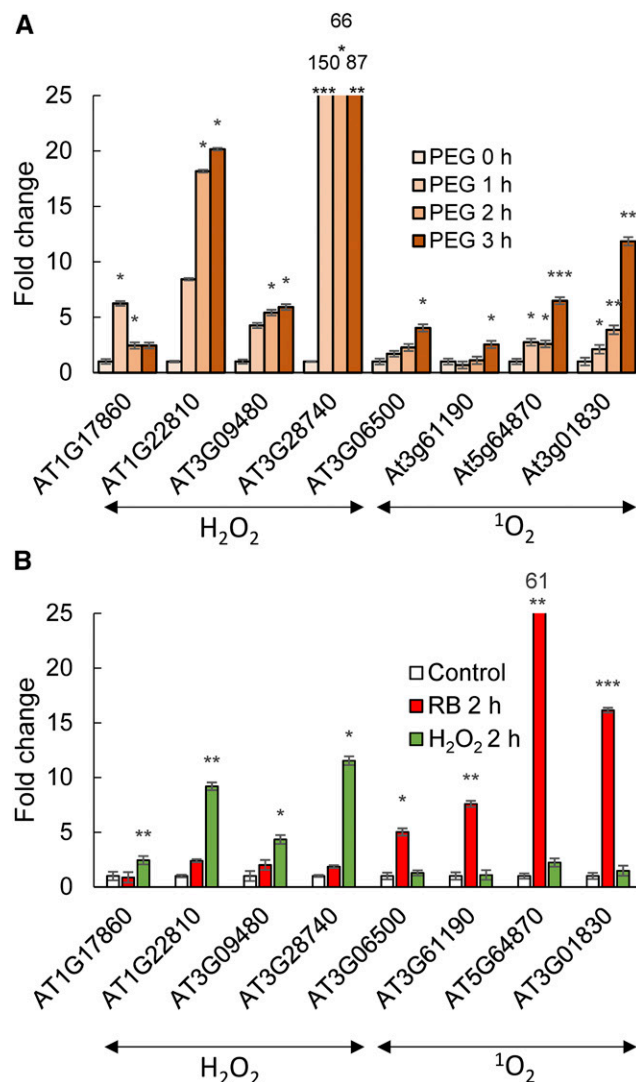 A
66
*
150 87
*** **
25
20
15
10
5
0
Fold change
* * *
* *
* *
*
*
* * ***
* ** **
PEG 0 h
PEG 1 h
PEG 2 h
PEG 3 h
AT1G17860
AT1G22810
AT3G09480
AT3G28740
AT3G06500
At3g61190
At5g64870
At3g01830
H₂O₂
¹O₂
B
61
25
20
15
10
5
0
Fold change
**
**
*
*
*
**
**
***
Control
RB 2 h
H₂O₂ 2 h
AT1G17860
AT1G22810
AT3G09480
AT3G28740
AT3G06500
AT3G61190
AT5G64870
AT3G01830
H₂O₂
¹O₂